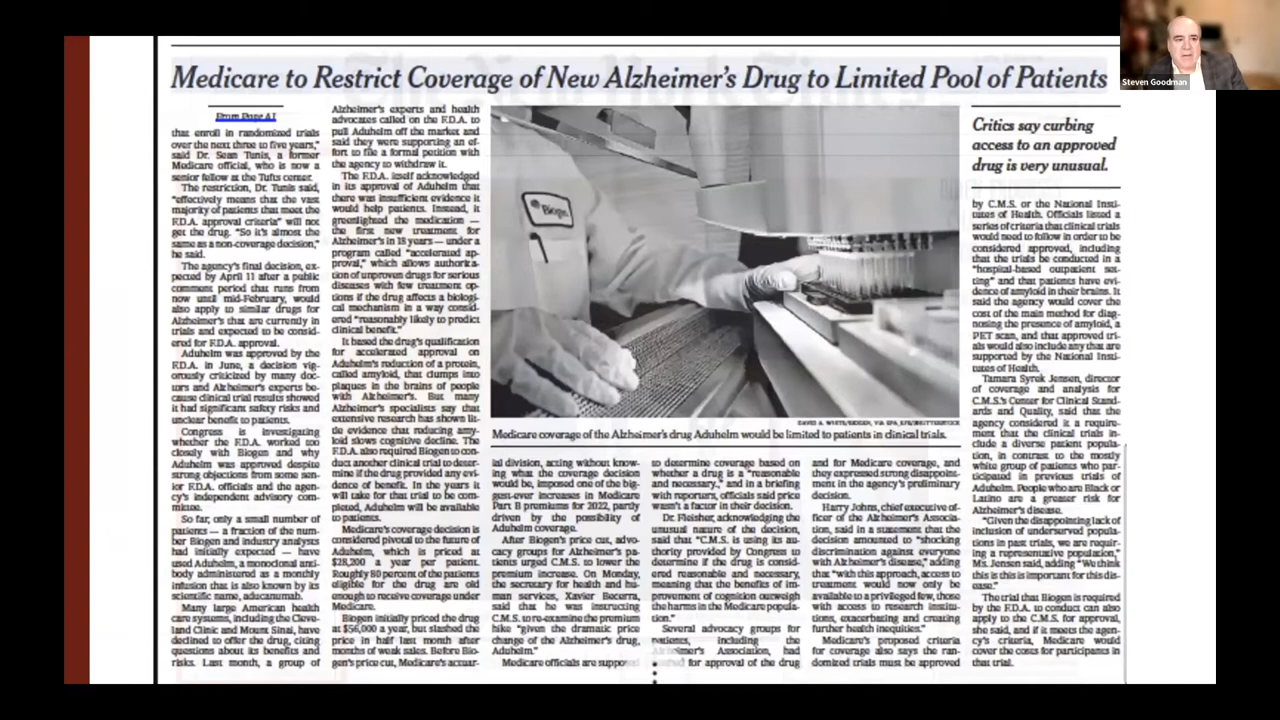 Steven Goodman
Medicare to Restrict Coverage of New Alzheimer's Drug to Limited Pool of Patients
From Page A1
that enroll in randomized trials
over the next three to five years,"
said Dr. Sean Tunis, a former
Medicare official, who is now a
senior fellow at the Tufts center.
The restriction, Dr. Tunis said,
"effectively means that the vast
majority of patients that meet the
F.D.A. approval criteria" will not
get the drug. "So it's almost the
same as a non-coverage decision,"
he said.
The agency's final decision, ex-
pected by April 11 after a public
comment period that runs from
now until mid-February, would
also apply to similar drugs for
Alzheimer's that are currently in
trials and expected to be consid-
ered for F.D.A. approval.
Aduhelm was approved by the
F.D.A. in June, a decision vig-
orously criticized by many doc-
tors and Alzheimer's experts be-
cause clinical trial results showed
it had significant safety risks and
unclear benefit to patients.
Congress is investigating
whether the F.D.A. worked too
closely with Biogen and why
Aduhelm was approved despite
strong objections from some sen-
ior F.D.A. officials and the agen-
cy's independent advisory com-
mittee.
So far, only a small number of
patients — a fraction of the num-
ber Biogen and industry analysts
had initially expected — have
used Aduhelm, a monoclonal anti-
body administered as a monthly
infusion that is also known by its
scientific name, aducanumab.
Many large American health
care systems, including the Cleve-
land Clinic and Mount Sinai, have
declined to offer the drug, citing
questions about its benefits and
risks. Last month, a group of
Alzheimer's experts and health
advocates called on the F.D.A. to
pull Aduhelm off the market and
said they were supporting an ef-
fort to file a formal petition with
the agency to withdraw it.
The F.D.A. itself acknowledged
in its approval of Aduhelm that
there was insufficient evidence it
would help patients. Instead, it
greenlighted the medication —
the first new treatment for
Alzheimer's in 18 years — under a
program called "accelerated ap-
proval," which allows authoriza-
tion of unproven drugs for serious
diseases with few treatment op-
tions if the drug affects a biologi-
cal mechanism in a way consid-
ered "reasonably likely to predict
clinical benefit."
It based the drug's qualification
for accelerated approval on
Aduhelm's reduction of a protein,
called amyloid, that clumps into
plaques in the brains of people
with Alzheimer's. But many
Alzheimer's specialists say that
extensive research has shown lit-
tle evidence that reducing amy-
loid slows cognitive decline. The
F.D.A. also required Biogen to con-
duct another clinical trial to deter-
mine if the drug provided any evi-
dence of benefit. In the years it
will take for that trial to be com-
pleted, Aduhelm will be available
to patients.
Medicare's coverage decision is
considered pivotal to the future of
Aduhelm, which is priced at
$28,200 a year per patient.
Roughly 80 percent of the patients
eligible for the drug are old
enough to receive coverage under
Medicare.
Biogen initially priced the drug
at $56,000 a year, but slashed the
price in half last month after
months of weak sales. Before Bio-
gen's price cut, Medicare's actuar-
Biogen
DAVID A. WHITE/BIOGEN, VIA EPA, EFE/SHUTTERSTOCK
Medicare coverage of the Alzheimer's drug Aduhelm would be limited to patients in clinical trials.
ial division, acting without know-
ing what the coverage decision
would be, imposed one of the big-
gest-ever increases in Medicare
Part B premiums for 2022, partly
driven by the possibility of
Aduhelm coverage.
After Biogen's price cut, advo-
cacy groups for Alzheimer's pa-
tients urged C.M.S. to lower the
premium increase. On Monday,
the secretary for health and hu-
man services, Xavier Becerra,
said that he was instructing
C.M.S. to re-examine the premium
hike "given the dramatic price
change of the Alzheimer's drug,
Aduhelm."
Medicare officials are suppos
to determine coverage based on
whether a drug is a "reasonable
and necessary," and in a briefing
with reporters, officials said price
wasn't a factor in their decision.
Dr. Fleisher, acknowledging the
unusual nature of the decision,
said that "C.M.S. is using its au-
thority provided by Congress to
determine if the drug is consid-
ered reasonable and necessary,
meaning that the benefits of im-
provement of cognition outweigh
the harms in the Medicare popula-
tion."
Several advocacy groups for
patients, including the
Alzheimer's Association, had
for approval of the drug
and for Medicare coverage, and
they expressed strong disappoint-
ment in the agency's preliminary
decision.
Harry Johns, chief executive of-
ficer of the Alzheimer's Associa-
tion, said in a statement that the
decision amounted to "shocking
discrimination against everyone
with Alzheimer's disease," adding
that "with this approach, access to
treatment would now only be
available to a privileged few, those
with access to research institu-
tions, exacerbating and creating
further health inequities."
Medicare's proposed criteria
for coverage also says the ran-
domized trials must be approved
Critics say curbing
access to an approved
drug is very unusual.
by C.M.S. or the National Insti-
tutes of Health. Officials listed a
series of criteria that clinical trials
would need to follow in order to be
considered approved, including
that the trials be conducted in a
"hospital-based outpatient set-
ting" and that patients have evi-
dence of amyloid in their brains. It
said the agency would cover the
cost of the main method for diag-
nosing the presence of amyloid, a
PET scan, and that approved tri-
als would also include any that are
supported by the National Insti-
tutes of Health.
Tamara Syrek Jensen, director
of coverage and analysis for
C.M.S.'s Center for Clinical Stand-
ards and Quality, said that the
agency considered it a require-
ment that the clinical trials in-
clude a diverse patient popula-
tion, in contrast to the mostly
white group of patients who par-
ticipated in previous trials of
Aduhelm. People who are Black or
Latino are a greater risk for
Alzheimer's disease.
"Given the disappointing lack of
inclusion of underserved popula-
tions in past trials, we are requir-
ing a representative population,"
Ms. Jensen said, adding "We think
this is this is important for this dis-
ease."
The trial that Biogen is required
by the F.D.A. to conduct can also
apply to the C.M.S. for approval,
she said, and if it meets the agen-
cy's criteria, Medicare would
cover the costs for participants in
that trial.